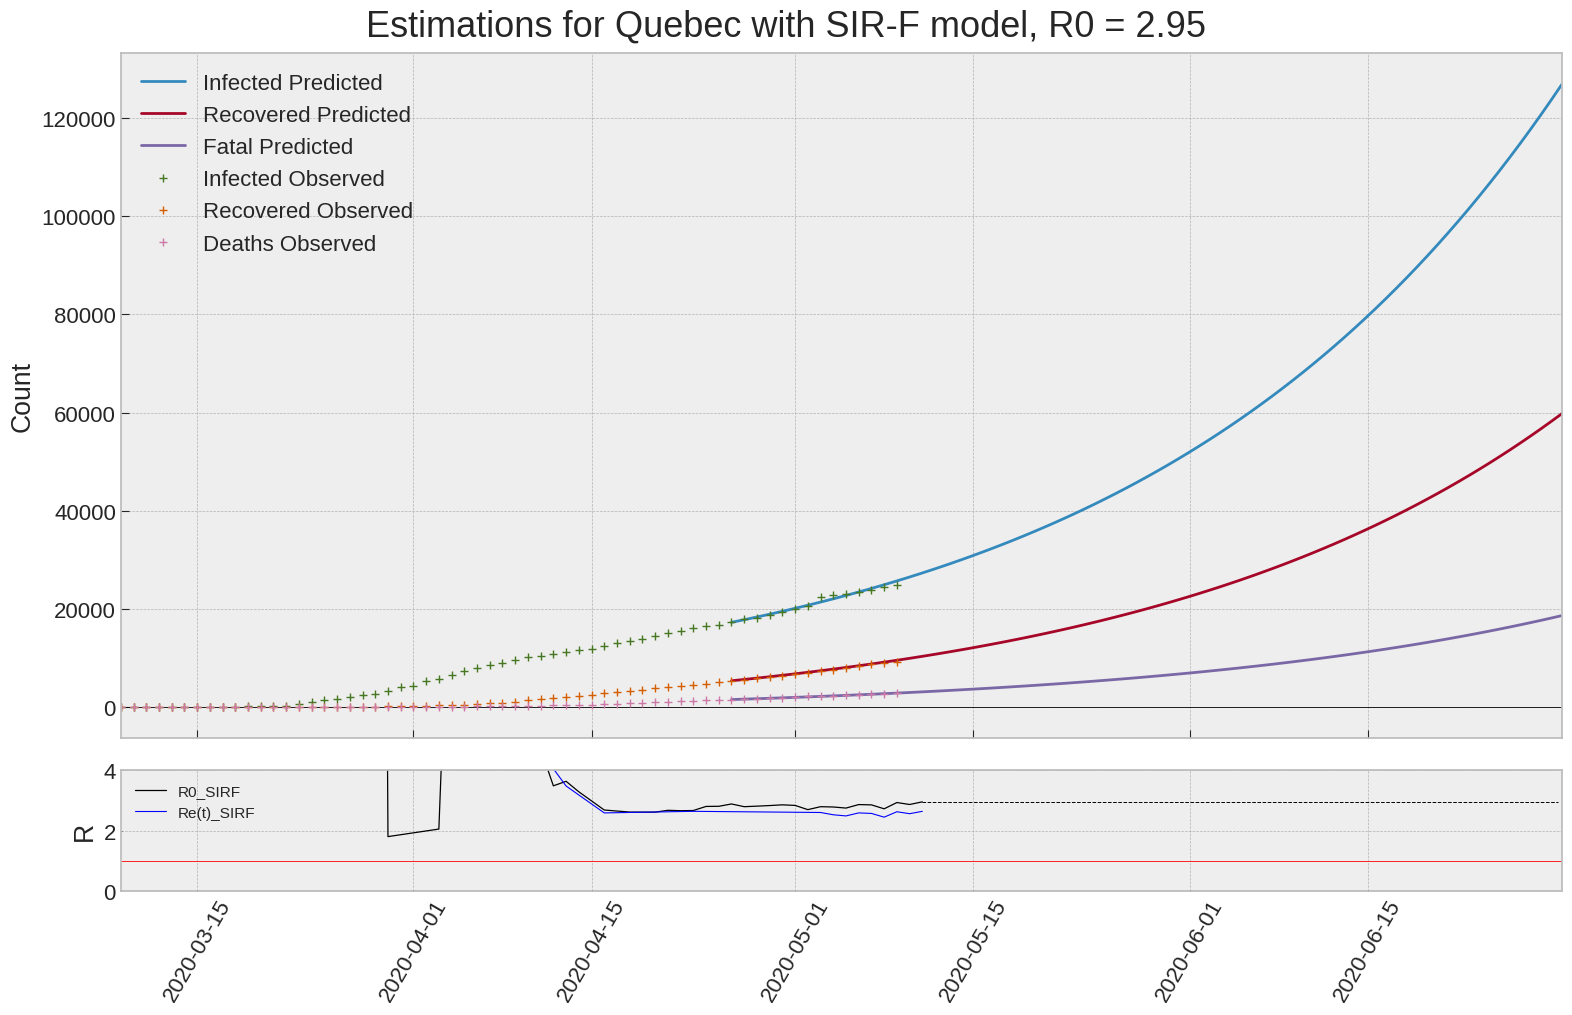 Estimations for Quebec with SIR-F model, R0 = 2.95
Infected Predicted
Recovered Predicted
Fatal Predicted
Infected Observed
Recovered Observed
Deaths Observed
120000
100000
80000
60000
40000
20000
0
Count
R0_SIRF
Re(t)_SIRF
4
2
0
R
2020-03-15
2020-04-01
2020-04-15
2020-05-01
2020-05-15
2020-06-01
2020-06-15